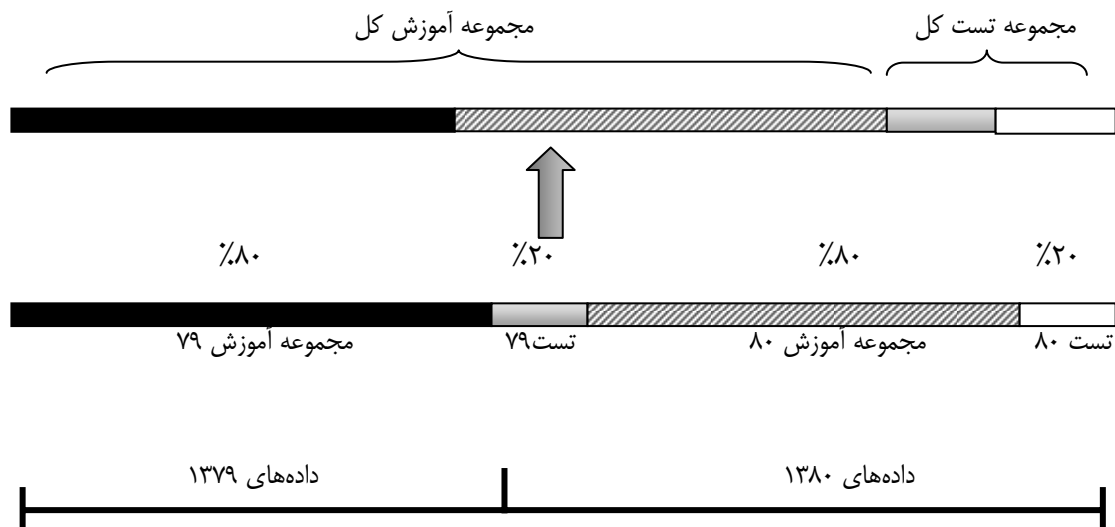 مجموعه تست کل
مجموعه آموزش کل
٪۸۰ ٪۲۰ ٪۸۰ ٪۲۰
مجموعه آموزش ۷۹ تست۷۹ مجموعه آموزش ۸۰ تست ۸۰
داده‌های ۱۳۷۹ داده‌های ۱۳۸۰